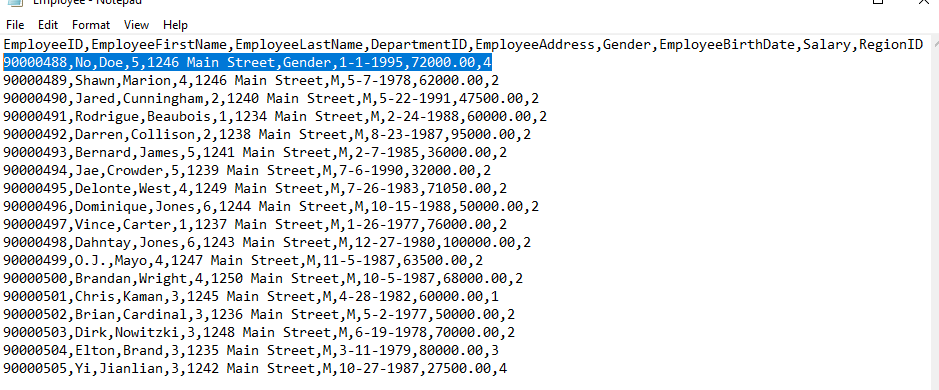 Employee - Notepad
File Edit Format View Help
EmployeeID,EmployeeFirstName,EmployeeLastName,DepartmentID,EmployeeAddress,Gender,EmployeeBirthDate,Salary,RegionID
90000488,No,Doe,5,1246 Main Street,Gender,1-1-1995,72000.00,4
90000489,Shawn,Marion,4,1246 Main Street,M,5-7-1978,62000.00,2
90000490,Jared,Cunningham,2,1240 Main Street,M,5-22-1991,47500.00,2
90000491,Rodrigue,Beaubois,1,1234 Main Street,M,2-24-1988,60000.00,2
90000492,Darren,Collison,2,1238 Main Street,M,8-23-1987,95000.00,2
90000493,Bernard,James,5,1241 Main Street,M,2-7-1985,36000.00,2
90000494,Jae,Crowder,5,1239 Main Street,M,7-6-1990,32000.00,2
90000495,Delonte,West,4,1249 Main Street,M,7-26-1983,71050.00,2
90000496,Dominique,Jones,6,1244 Main Street,M,10-15-1988,50000.00,2
90000497,Vince,Carter,1,1237 Main Street,M,1-26-1977,76000.00,2
90000498,Dahntay,Jones,6,1243 Main Street,M,12-27-1980,100000.00,2
90000499,O.J.,Mayo,4,1247 Main Street,M,11-5-1987,63500.00,2
90000500,Brandan,Wright,4,1250 Main Street,M,10-5-1987,68000.00,2
90000501,Chris,Kaman,3,1245 Main Street,M,4-28-1982,60000.00,1
90000502,Brian,Cardinal,3,1236 Main Street,M,5-2-1977,50000.00,2
90000503,Dirk,Nowitzki,3,1248 Main Street,M,6-19-1978,70000.00,2
90000504,Elton,Brand,3,1235 Main Street,M,3-11-1979,80000.00,3
90000505,Yi,Jianlian,3,1242 Main Street,M,10-27-1987,27500.00,4